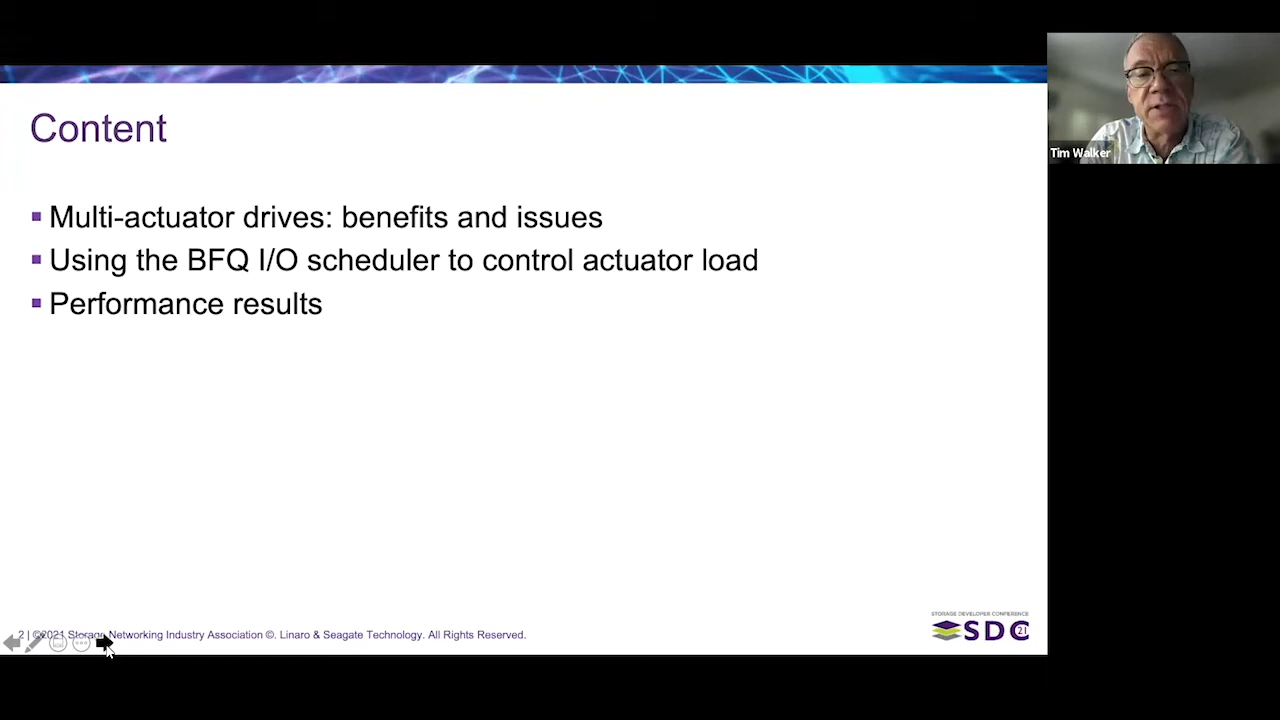 Content
Multi-actuator drives: benefits and issues
Using the BFQ I/O scheduler to control actuator load
Performance results
Tim Walker
2 | ©2021 Storage Networking Industry Association ©. Linaro & Seagate Technology. All Rights Reserved.
STORAGE DEVELOPER CONFERENCE
SDC 21